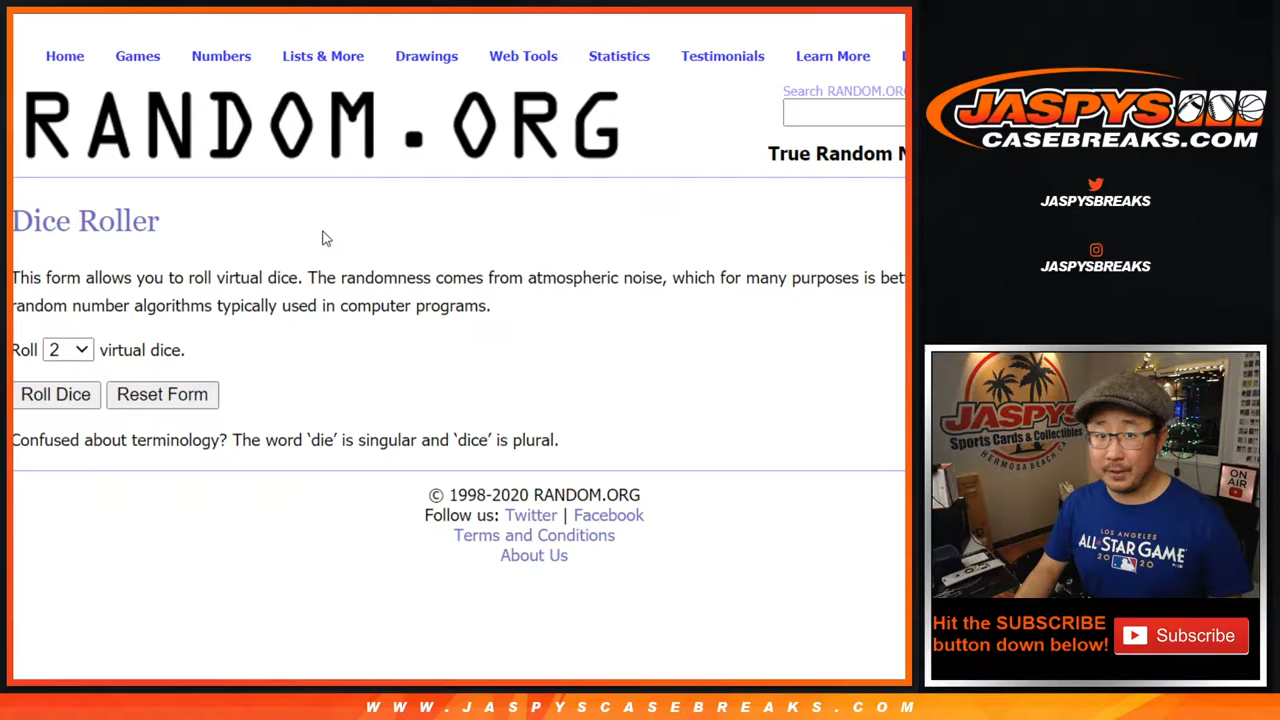 Home Games Numbers Lists & More Drawings Web Tools Statistics Testimonials Learn More
RANDOM.ORG
Search RANDOM.ORG
True Random N
Dice Roller
This form allows you to roll virtual dice. The randomness comes from atmospheric noise, which for many purposes is bet
random number algorithms typically used in computer programs.
Roll 2 virtual dice.
Roll Dice Reset Form
Confused about terminology? The word ‘die’ is singular and ‘dice’ is plural.
© 1998-2020 RANDOM.ORG
Follow us: Twitter | Facebook
Terms and Conditions
About Us
JASPYS
CASEBREAKS.COM
JASPYSBREAKS
JASPYSBREAKS
JASPYS
Sports Cards & Collectibles
HERMOSA BEACH, CA
ON
AIR
LOS ANGELES
ALL-STAR GAME
2020
Hit the SUBSCRIBE
button down below!
Subscribe
WWW.JASPYSCASEBREAKS.COM